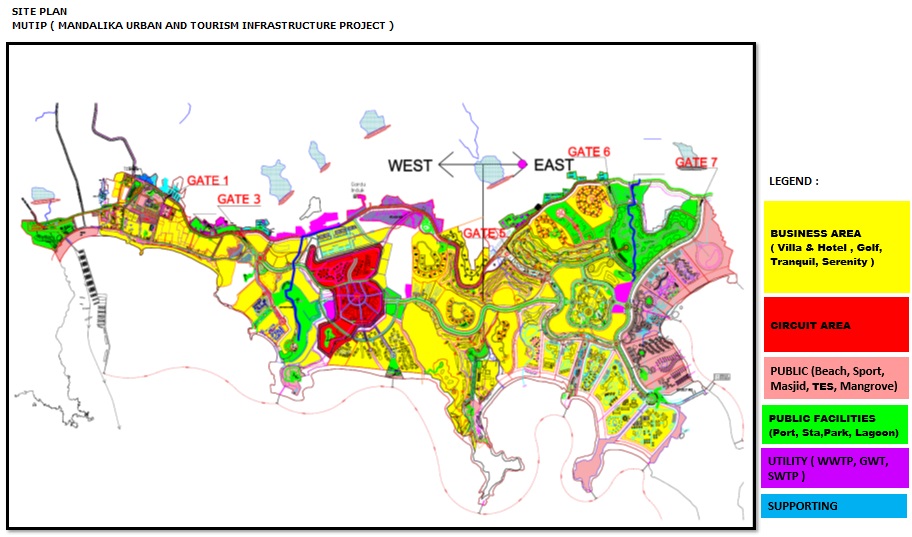 SITE PLAN
MUTIP ( MANDALIKA URBAN AND TOURISM INFRASTRUCTURE PROJECT )
GATE 6
WEST
EAST
GATE 7
GATE 1
GATE 3
Gardu
Induk
GATE 5
LEGEND :
BUSINESS AREA
( Villa & Hotel , Golf,
Tranquil, Serenity )
CIRCUIT AREA
PUBLIC (Beach, Sport,
Masjid, TES, Mangrove)
PUBLIC FACILITIES
(Port, Sta,Park, Lagoon)
UTILITY ( WWTP, GWT,
SWTP )
SUPPORTING